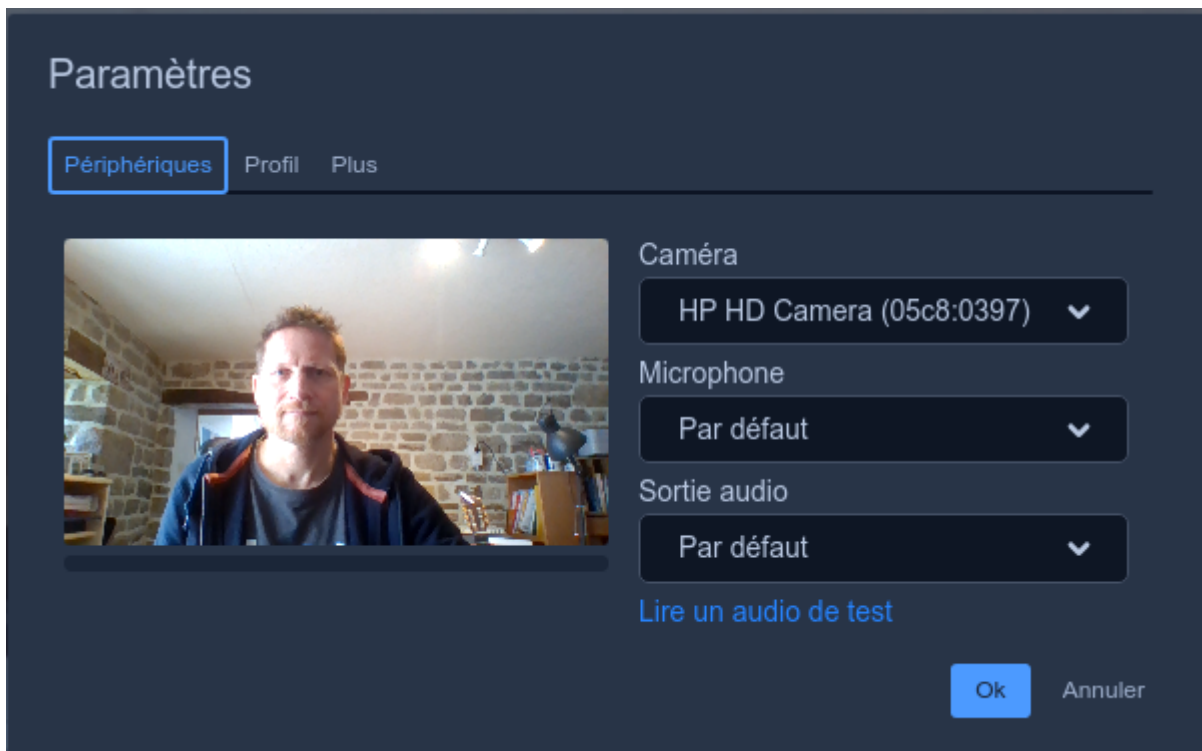 Paramètres
Périphériques Profil Plus
Caméra
HP HD Camera (05c8:0397)
Microphone
Par défaut
Sortie audio
Par défaut
Lire un audio de test
Ok Annuler